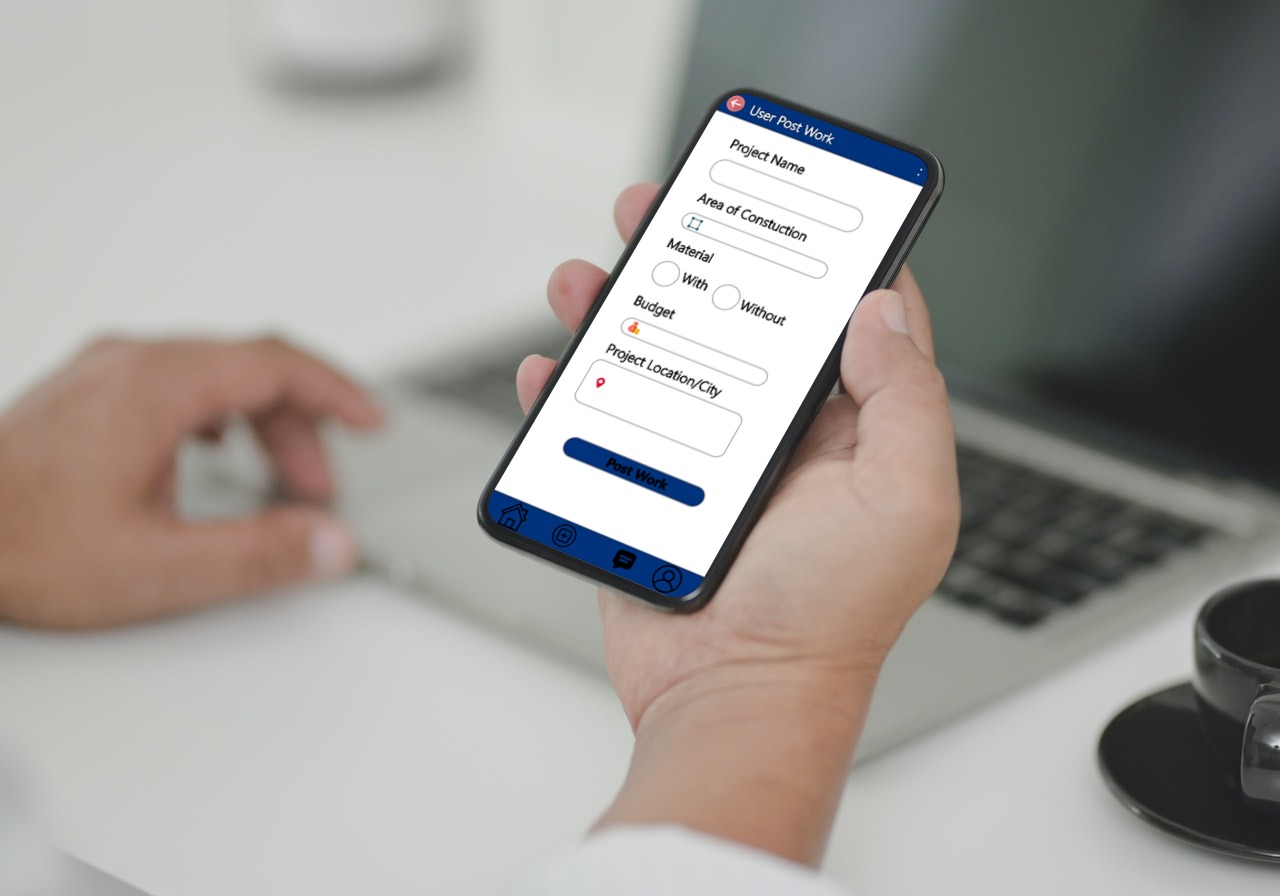 User Post Work
Project Name
Area of Constuction
Material
With
Without
Budget
Project Location/City
Post Work